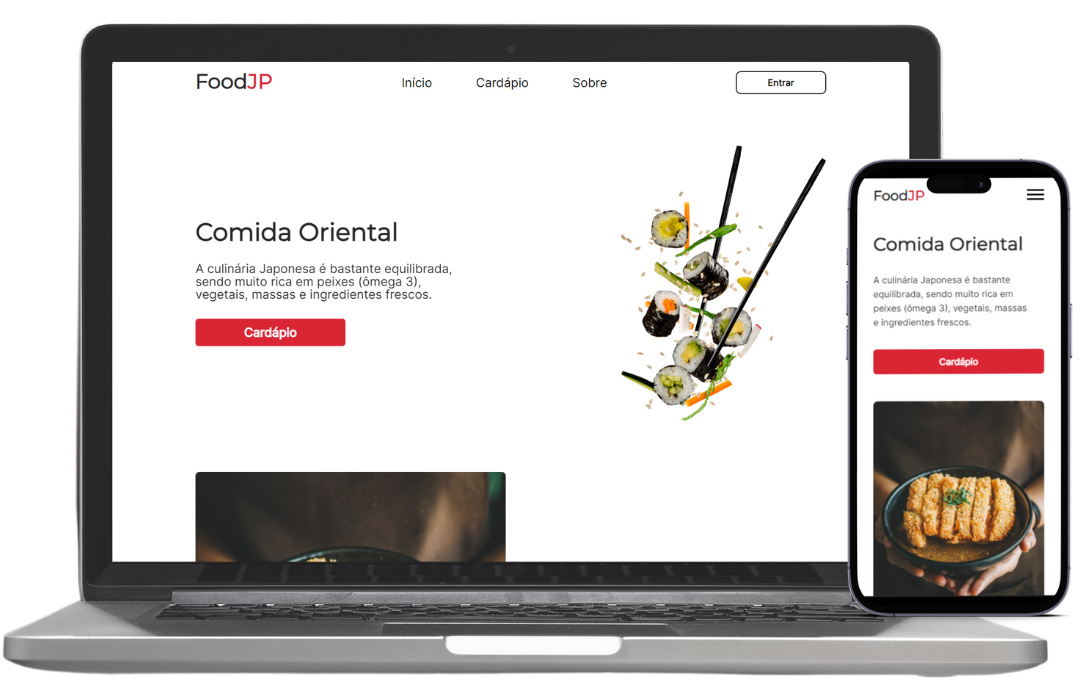 FoodJP Início Cardápio Sobre Entrar
Comida Oriental
A culinária Japonesa é bastante equilibrada,
sendo muito rica em peixes (ômega 3),
vegetais, massas e ingredientes frescos.
Cardápio
FoodJP
Comida Oriental
A culinária Japonesa é bastante
equilibrada, sendo muito rica em
peixes (ômega 3), vegetais, massas
e ingredientes frescos.
Cardápio